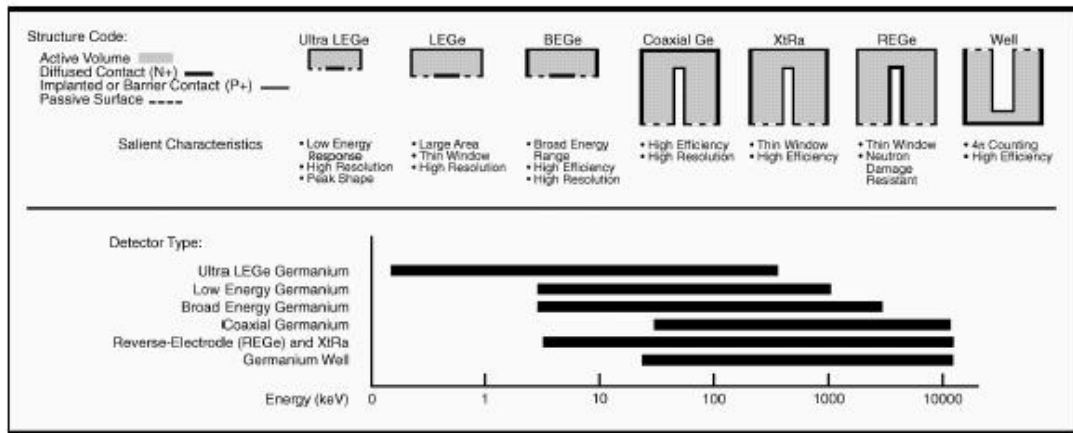 Structure Code:
Active Volume
Diffused Contact (N+)
Implanted or Barrier Contact (P+)
Passive Surface
Ultra LEGe
LEGe
BEGe
Coaxial Ge
XtRa
REGe
Well
Salient Characteristics
• Low Energy
Response
• High Resolution
• Peak Shape
• Large Area
• Thin Window
• High Resolution
• Broad Energy
Range
• High Efficiency
• High Resolution
• High Efficiency
• High Resolution
• Thin Window
• High Efficiency
• Thin Window
• Neutron
Damage
Resistant
• 4π Counting
• High Efficiency
Detector Type:
Ultra LEGe Germanium
Low Energy Germanium
Broad Energy Germanium
Coaxial Germanium
Reverse-Electrode (REGe) and XtRa
Germanium Well
Energy (keV) 0 1 10 100 1000 10000